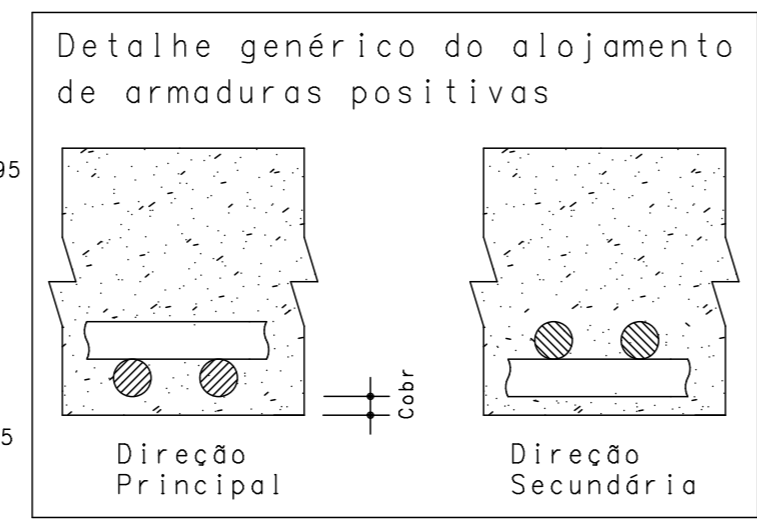 Detalhe genérico do alojamento
de armaduras positivas
95
Cobr
5
Direção
Principal
Direção
Secundária